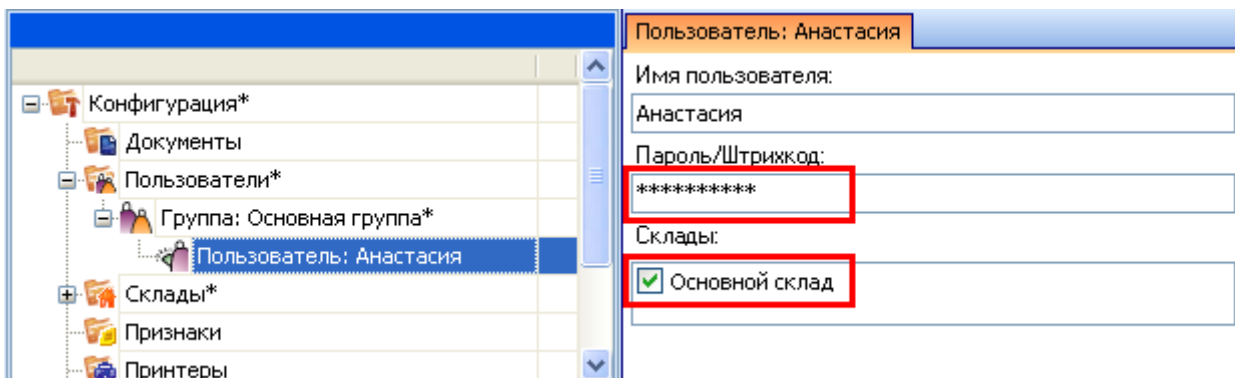 Конфигурация*
Документы
Пользователи*
Группа: Основная группа*
Пользователь: Анастасия
Склады*
Признаки
Принтеры
Пользователь: Анастасия
Имя пользователя:
Анастасия
Пароль/Штрихкод:
**********
Склады:
Основной склад